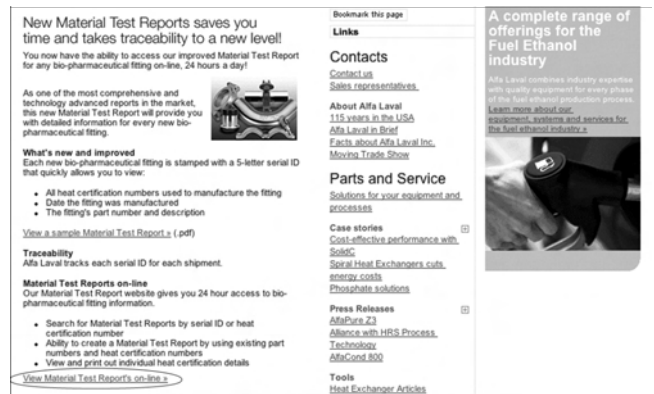 New Material Test Reports saves you
time and takes traceability to a new level!
You now have the ability to access our improved Material Test Report
for any bio-pharmaceutical fitting on-line, 24 hours a day!
As one of the most comprehensive and
technology advanced reports in the market,
this new Material Test Report will provide you
with detailed information for every new bio-
pharmaceutical fitting.
What's new and improved
Each new bio-pharmaceutical fitting is stamped with a 5-letter serial ID
that quickly allows you to view:
• All heat certification numbers used to manufacture the fitting
• Date the fitting was manufactured
• The fitting's part number and description
View a sample Material Test Report » (.pdf)
Traceability
Alfa Laval tracks each serial ID for each shipment.
Material Test Reports on-line
Our Material Test Report website gives you 24 hour access to bio-
pharmaceutical fitting information.
• Search for Material Test Reports by serial ID or heat
certification number
• Ability to create a Material Test Report by using existing part
numbers and heat certification numbers
• View and print out individual heat certification details
View Material Test Report's on-line »
Bookmark this page
Links
Contacts
Contact us
Sales representatives
About Alfa Laval
115 years in the USA
Alfa Laval in Brief
Facts about Alfa Laval Inc.
Moving Trade Show
Parts and Service
Solutions for your equipment and
processes
Case stories
Cost-effective performance with
SolidC
Spiral Heat Exchangers cuts
energy costs
Phosphate solutions
Press Releases
AlfaPure Z3
Alliance with HRS Process
Technology
AlfaCond 800
Tools
Heat Exchanger Articles
A complete range of
offerings for the
Fuel Ethanol
industry
Alfa Laval combines industry expertise
with quality equipment for every phase
of the fuel ethanol production process.
Learn more about our
equipment, systems and services for
the fuel ethanol industry »